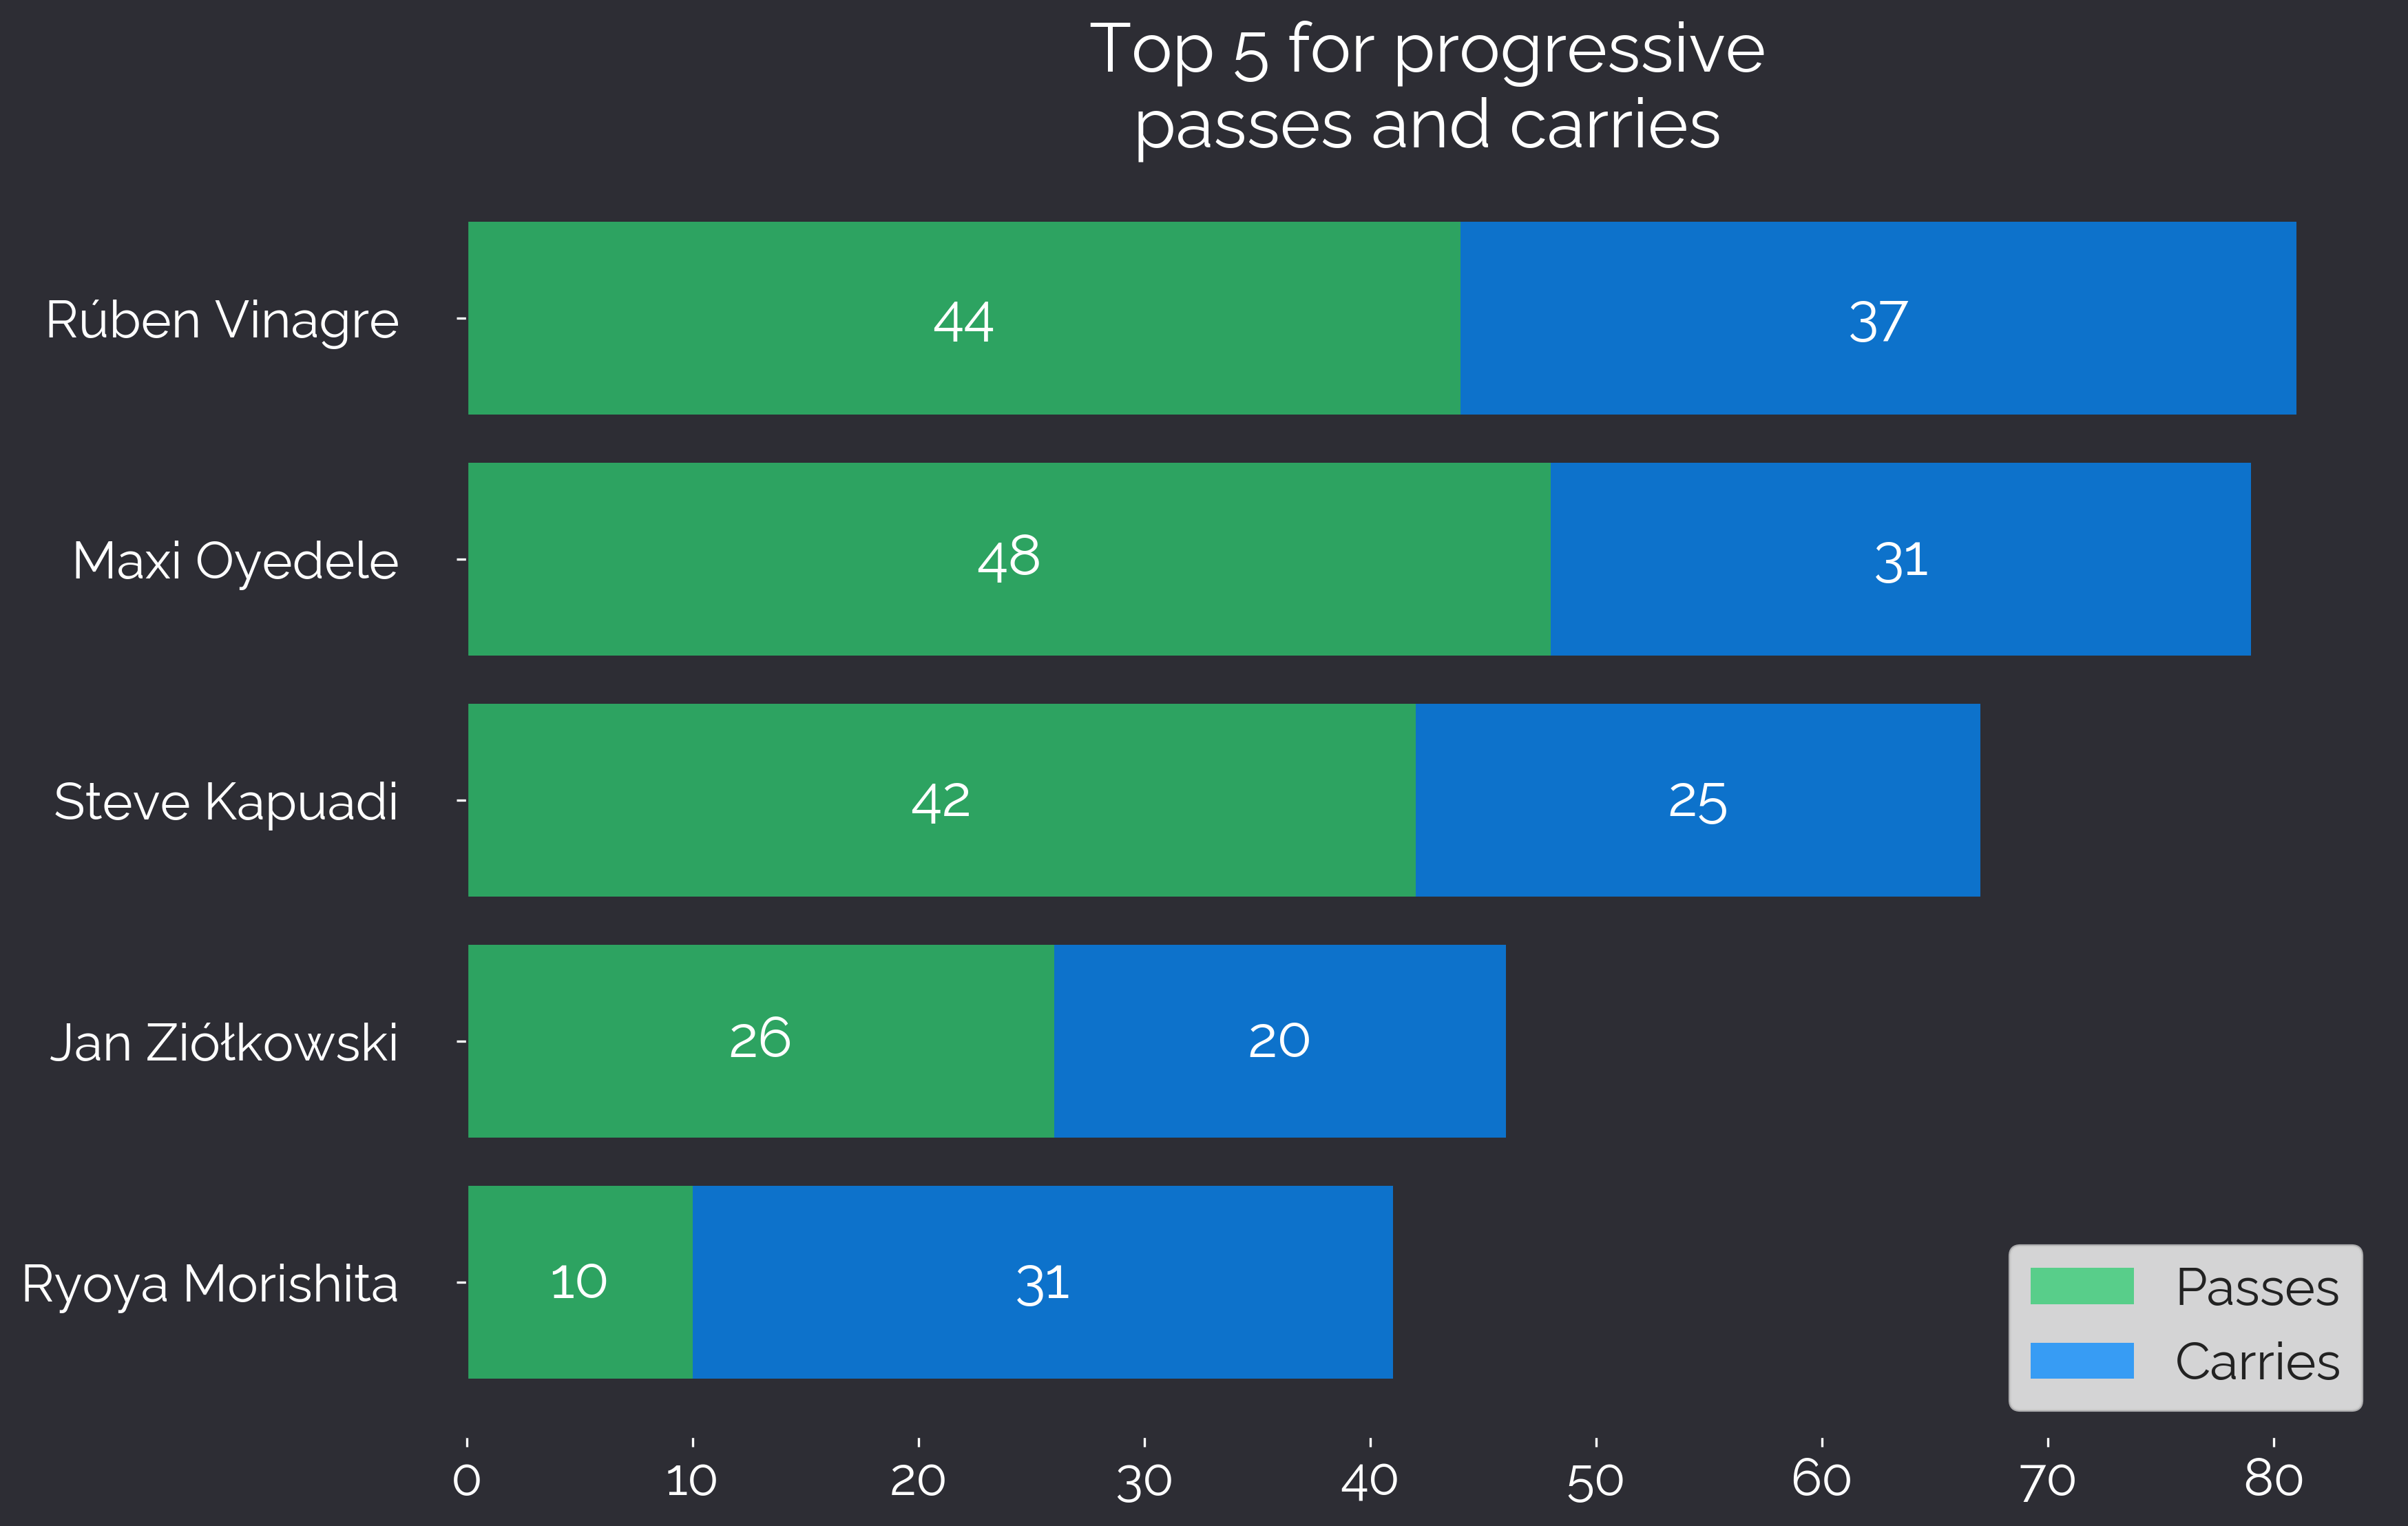 Top 5 for progressive
passes and carries
Rúben Vinagre
44
37
Maxi Oyedele
48
31
Steve Kapuadi
42
25
Jan Ziółkowski
26
20
Ryoya Morishita
10
31
Passes
Carries
0 10 20 30 40 50 60 70 80